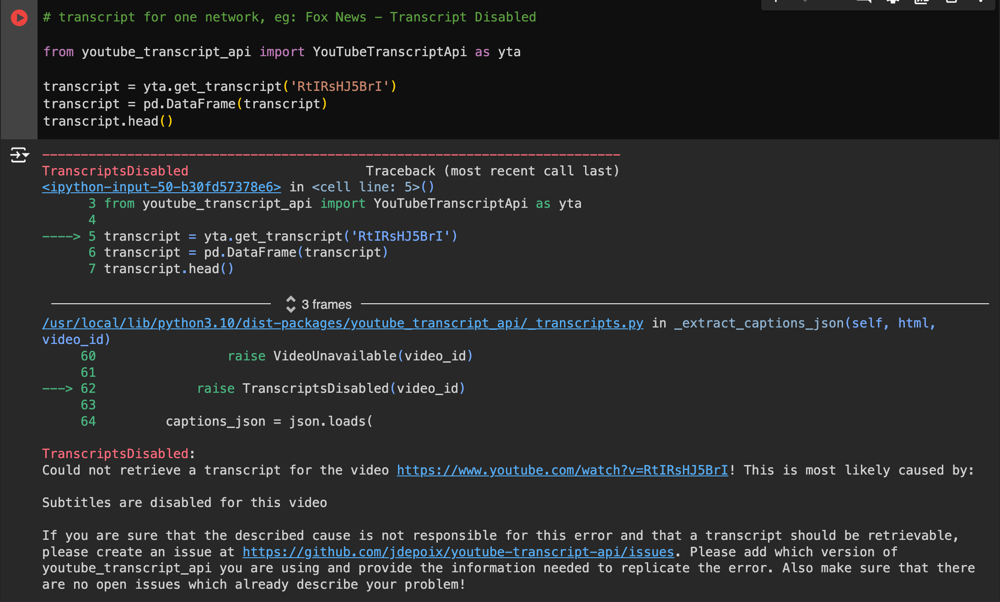 # transcript for one network, eg: Fox News - Transcript Disabled
from youtube_transcript_api import YouTubeTranscriptApi as yta
transcript = yta.get_transcript('RtIRsHJ5BrI')
transcript = pd.DataFrame(transcript)
transcript.head()
---------------------------------------------------------------------------
TranscriptsDisabled                       Traceback (most recent call last)
<ipython-input-50-b30fd57378e6> in <cell line: 5>()
      3 from youtube_transcript_api import YouTubeTranscriptApi as yta
      4
----> 5 transcript = yta.get_transcript('RtIRsHJ5BrI')
      6 transcript = pd.DataFrame(transcript)
      7 transcript.head()
3 frames
/usr/local/lib/python3.10/dist-packages/youtube_transcript_api/_transcripts.py in _extract_captions_json(self, html,
video_id)
     60                 raise VideoUnavailable(video_id)
     61
---> 62             raise TranscriptsDisabled(video_id)
     63
     64         captions_json = json.loads(
TranscriptsDisabled:
Could not retrieve a transcript for the video https://www.youtube.com/watch?v=RtIRsHJ5BrI! This is most likely caused by:
Subtitles are disabled for this video
If you are sure that the described cause is not responsible for this error and that a transcript should be retrievable,
please create an issue at https://github.com/jdepoix/youtube-transcript-api/issues. Please add which version of
youtube_transcript_api you are using and provide the information needed to replicate the error. Also make sure that there
are no open issues which already describe your problem!